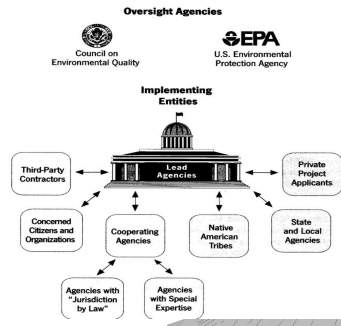 Oversight Agencies
Council on
Environmental Quality
EPA
U.S. Environmental
Protection Agency
Implementing
Entities
Lead
Agencies
Third-Party
Contractors
Private
Project
Applicants
Concerned
Citizens and
Organizations
Cooperating
Agencies
Native
American
Tribes
State
and Local
Agencies
Agencies with
"Jurisdiction
by Law"
Agencies
with Special
Expertise